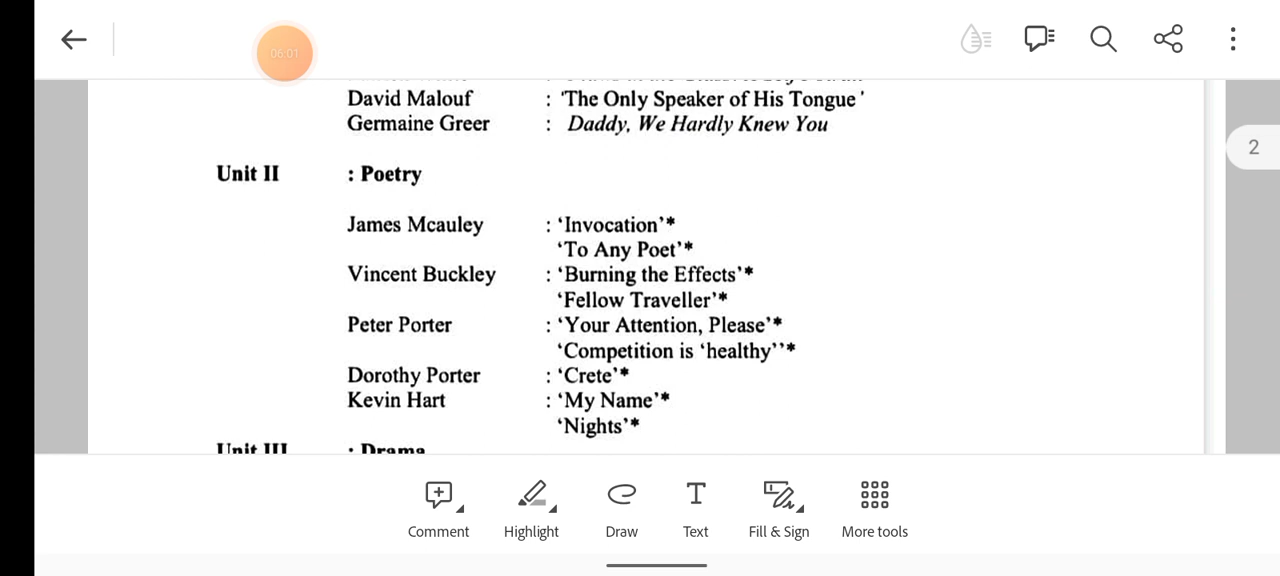 06:01
David Malouf : 'The Only Speaker of His Tongue '
Germaine Greer : Daddy, We Hardly Knew You
2
Unit II : Poetry
James Mcauley : ‘Invocation’*
‘To Any Poet’*
Vincent Buckley : ‘Burning the Effects’*
‘Fellow Traveller’*
Peter Porter : ‘Your Attention, Please’*
‘Competition is ‘healthy’’*
Dorothy Porter : ‘Crete’*
Kevin Hart : ‘My Name’*
‘Nights’*
Unit III : Drama
Comment Highlight Draw Text Fill & Sign More tools